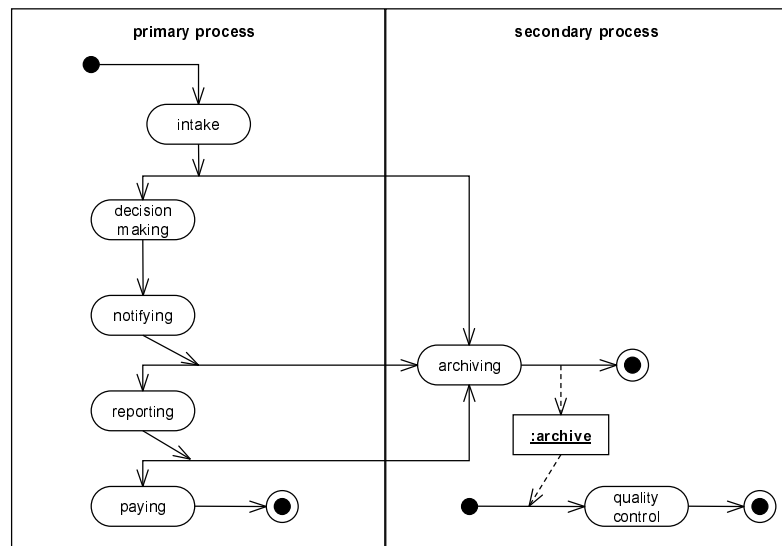 primary process
secondary process
intake
decision
making
notifying
archiving
reporting
:archive
paying
quality
control